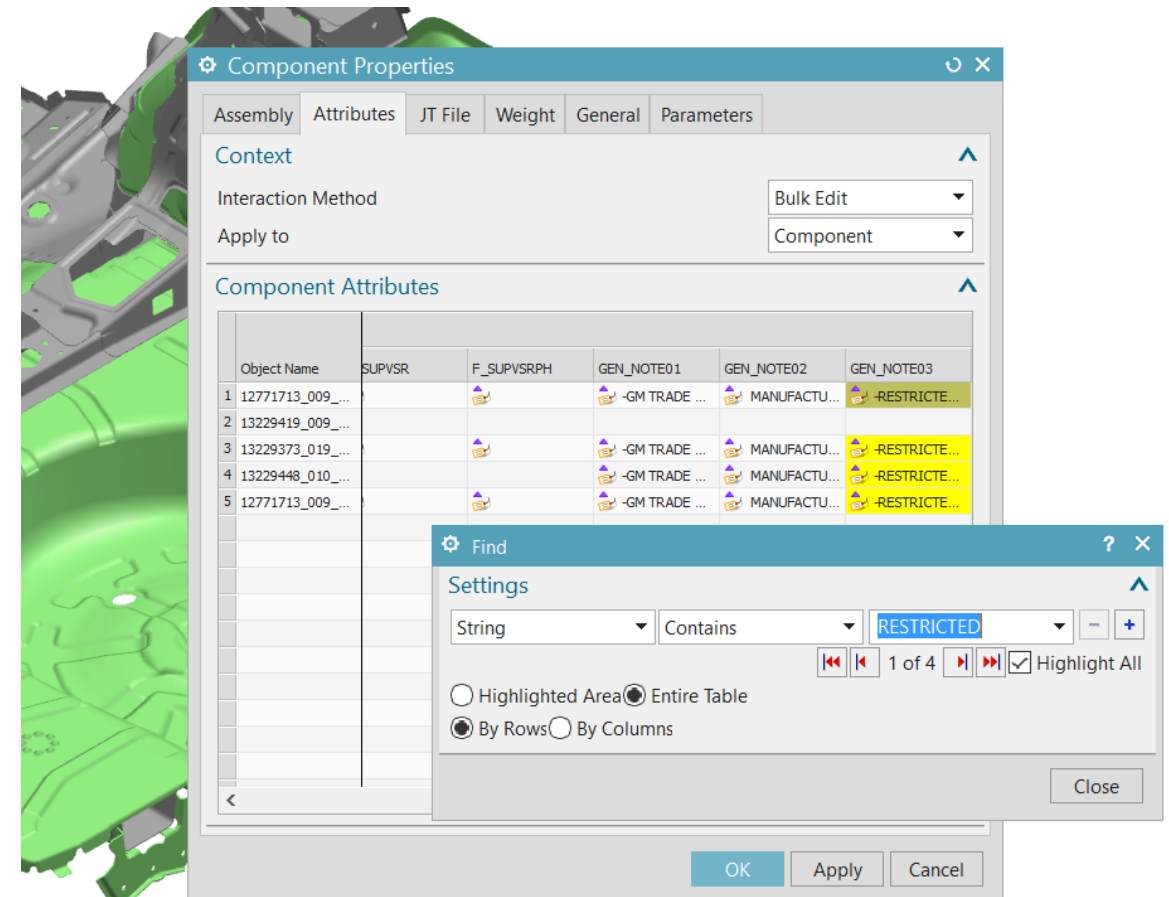 Component Properties
Assembly Attributes JT File Weight General Parameters
Context
Interaction Method Bulk Edit
Apply to Component
Component Attributes
Object Name SUPVSR F_SUPVSRPH GEN_NOTE01 GEN_NOTE02 GEN_NOTE03
1 12771713_009_... -GM TRADE ... MANUFACTU... -RESTRICTE...
2 13229419_009_...
3 13229373_019_... -GM TRADE ... MANUFACTU... -RESTRICTE...
4 13229448_010_... -GM TRADE ... MANUFACTU... -RESTRICTE...
5 12771713_009_... -GM TRADE ... MANUFACTU... -RESTRICTE...
Find ?
Settings
String Contains RESTRICTED - +
1 of 4 Highlight All
Highlighted Area Entire Table
By Rows By Columns
Close
OK Apply Cancel